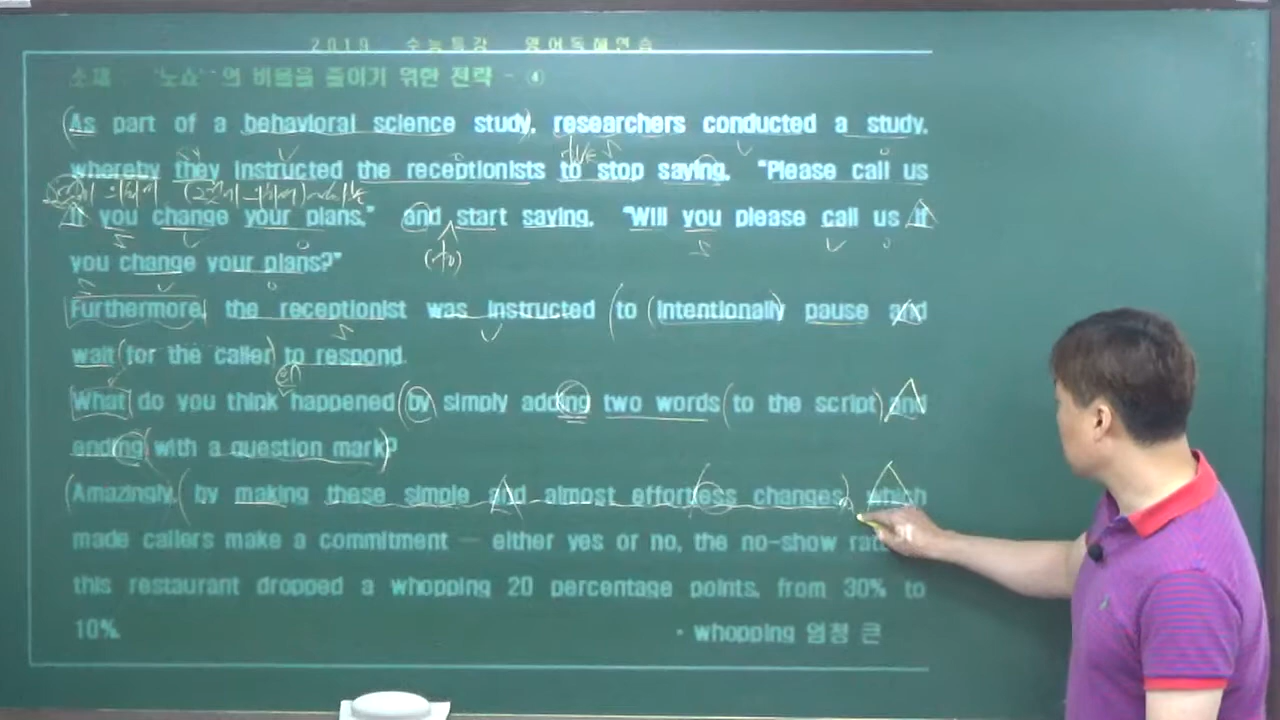 2019 수능특강 영어독해연습
소재 '노쇼'의 비율을 줄이기 위한 전략 - ④
As part of a behavioral science study, researchers conducted a study,
whereby they instructed the receptionists to stop saying, "Please call us
if you change your plans," and start saying, "Will you please call us if
(to)
you change your plans?"
Furthermore, the receptionist was instructed to intentionally pause and
wait for the caller to respond.
What do you think happened by simply adding two words to the script and
ending with a question mark?
Amazingly, by making these simple and almost effortless changes, which
made callers make a commitment — either yes or no, the no-show
this restaurant dropped a whopping 20 percentage points, from 30% to
10%.
· whopping 엄청 큰